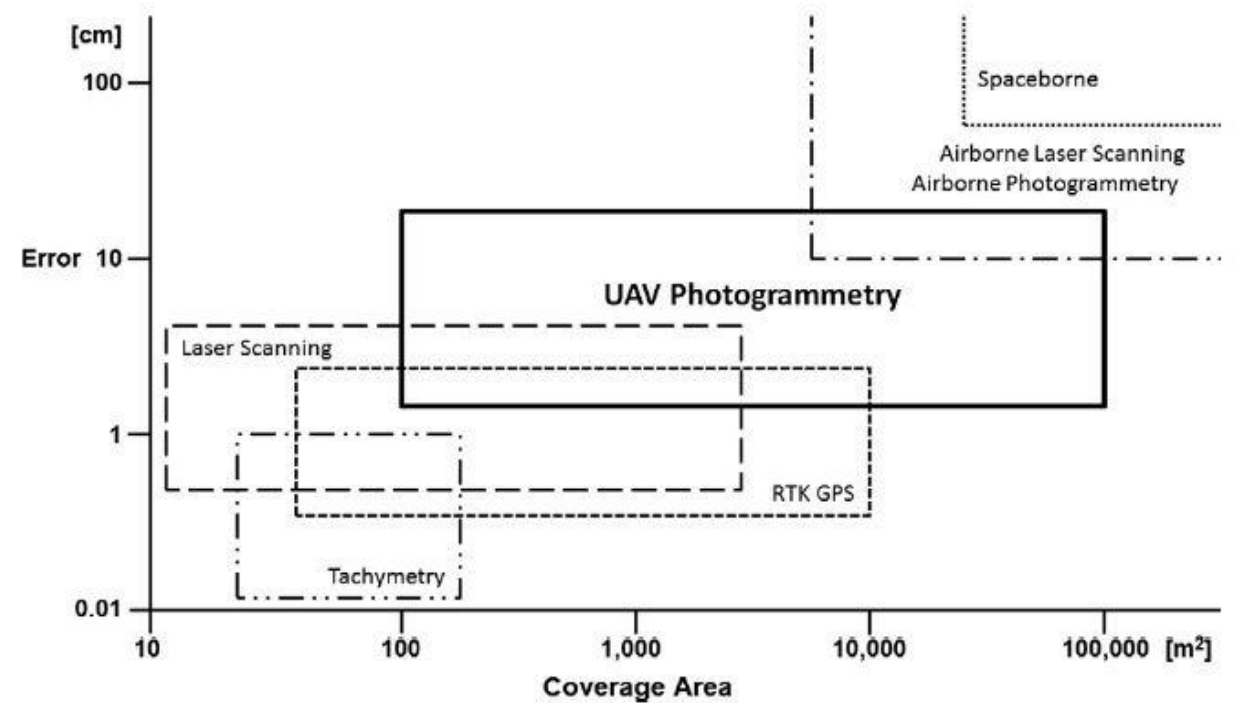 [cm]
100
Spaceborne
Airborne Laser Scanning
Airborne Photogrammetry
Error 10
UAV Photogrammetry
Laser Scanning
1
RTK GPS
Tachymetry
0.01
10 100 1,000 10,000 100,000 [m²]
Coverage Area